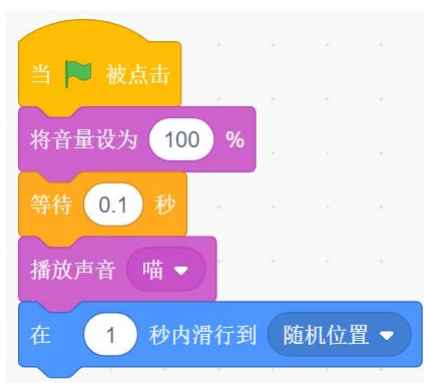 当 被点击
将音量设为 100 %
等待 0.1 秒
播放声音 喵
在 1 秒内滑行到 随机位置